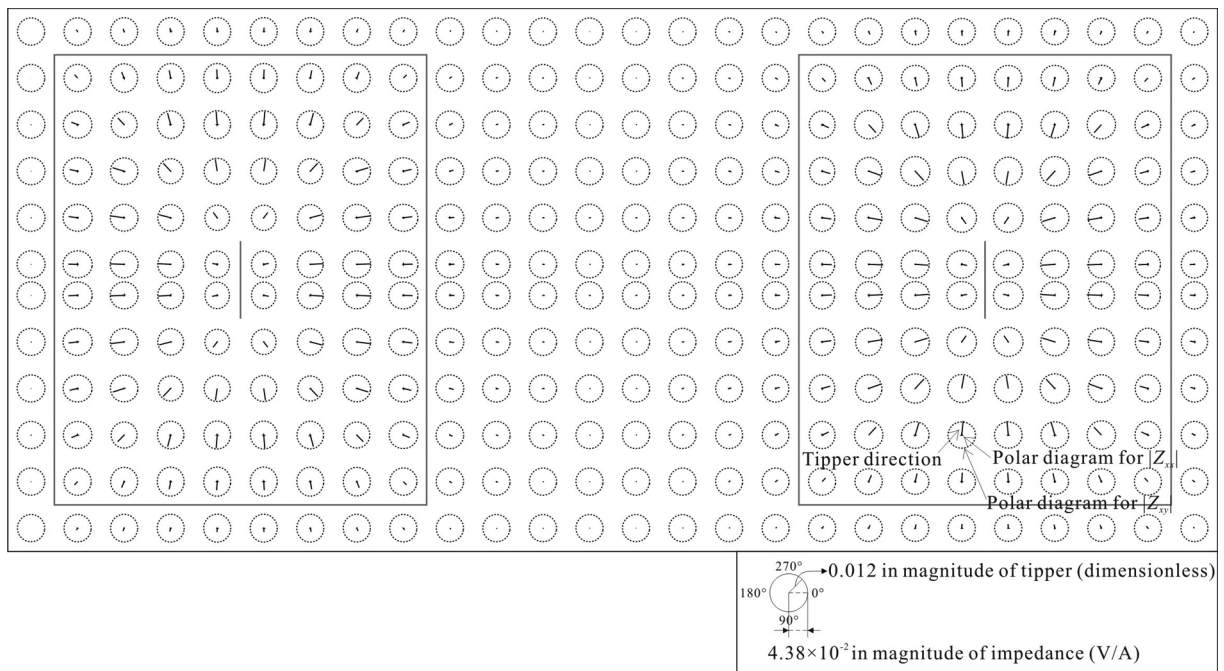 Tipper direction
Polar diagram for |Zxx|
Polar diagram for |Zxy|
270°
0.012 in magnitude of tipper (dimensionless)
180°
0°
90°
4.38×10⁻² in magnitude of impedance (V/A)